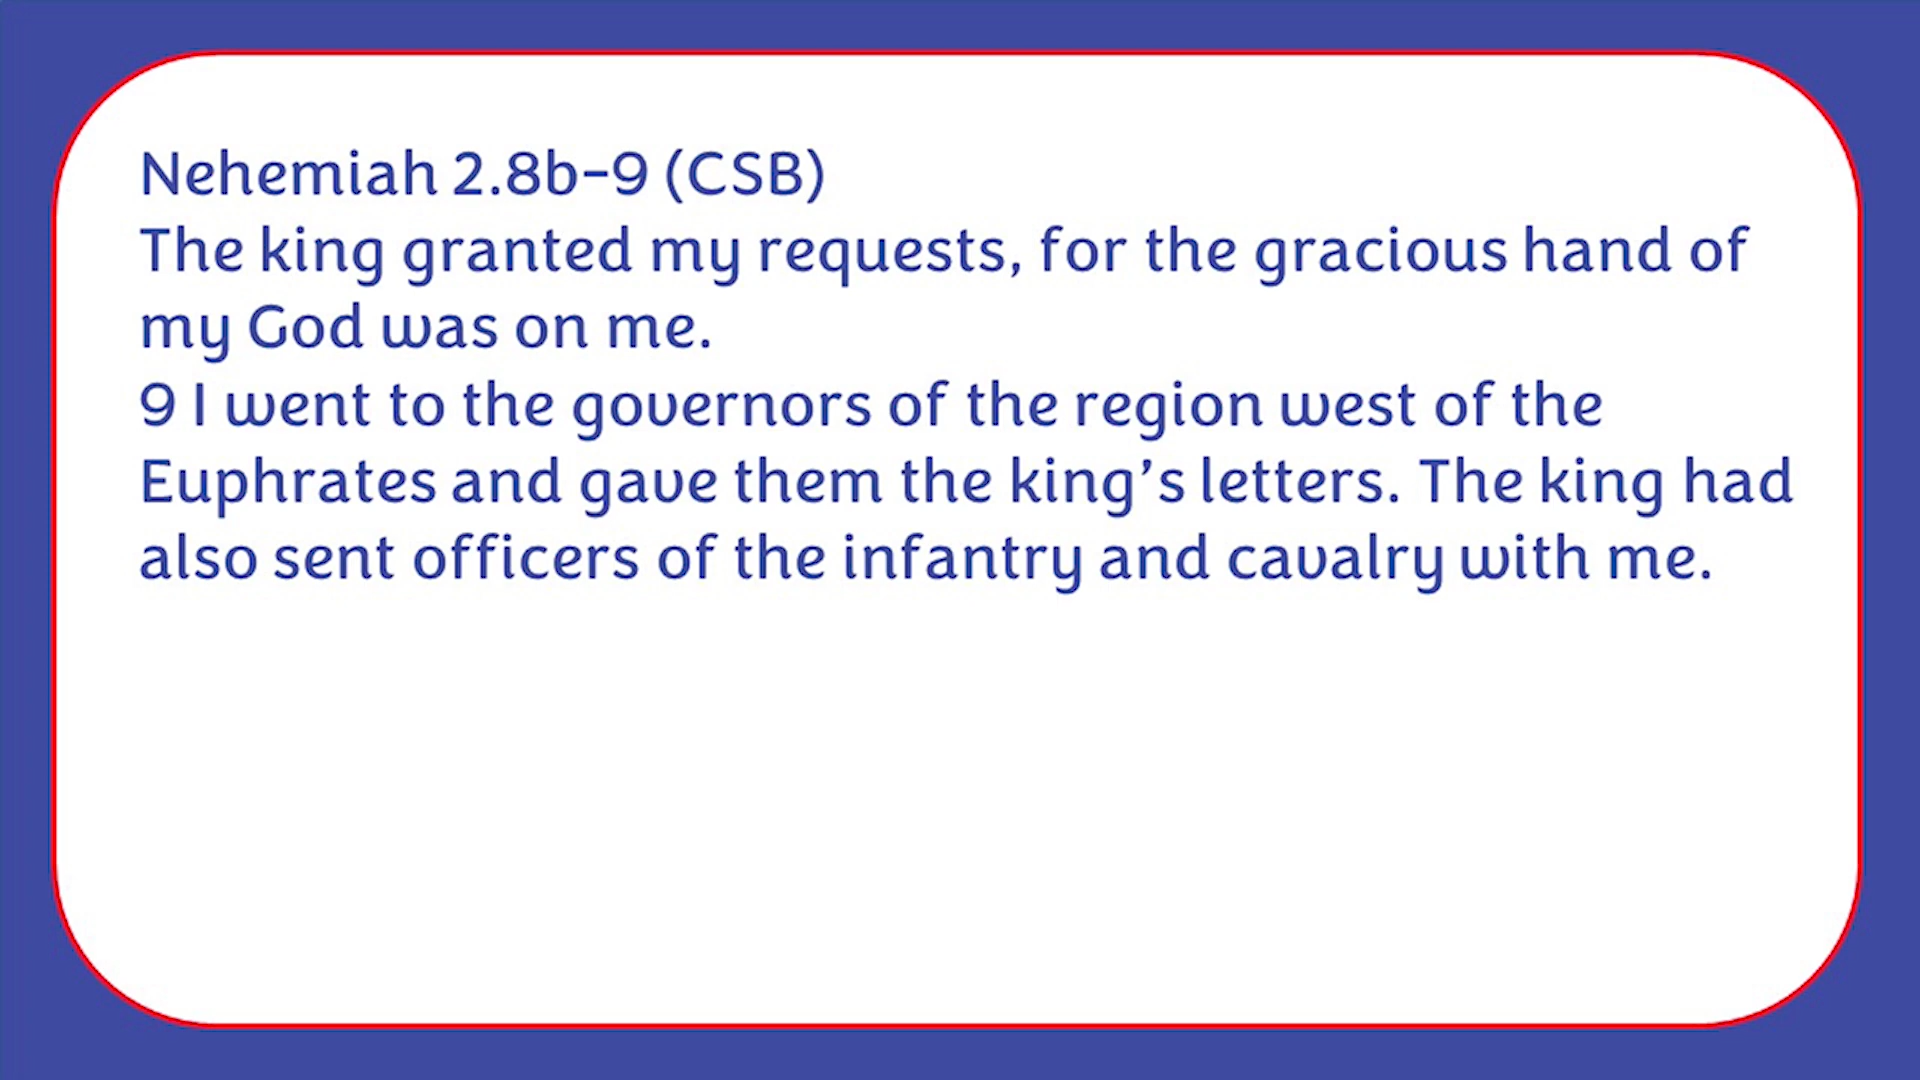 Nehemiah 2.8b-9 (CSB)
The king granted my requests, for the gracious hand of
my God was on me.
9 I went to the governors of the region west of the
Euphrates and gave them the king’s letters. The king had
also sent officers of the infantry and cavalry with me.